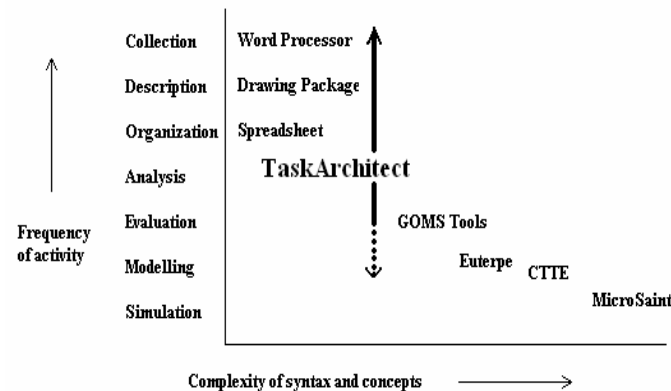 Collection Word Processor
Description Drawing Package
Organization Spreadsheet
TaskArchitect
Analysis
Evaluation GOMS Tools
Frequency
of activity
Euterpe
Modelling CTTE
MicroSaint
Simulation
Complexity of syntax and concepts